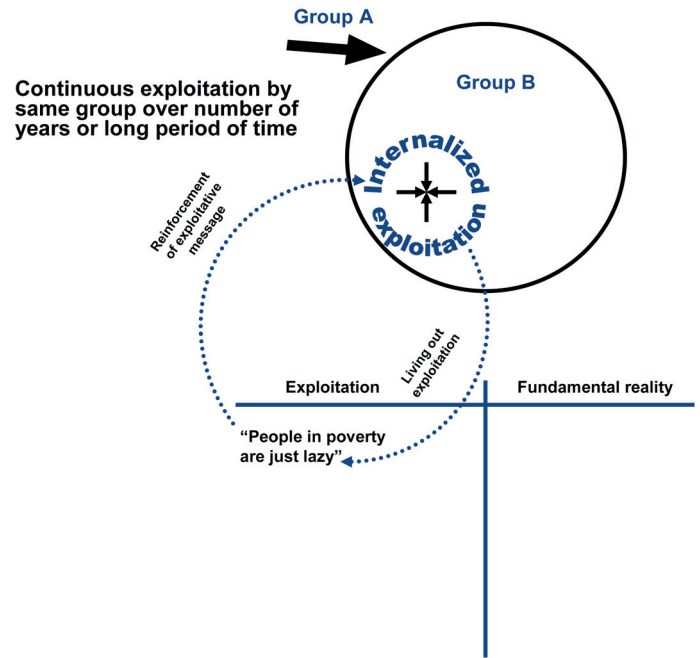 Group A
Continuous exploitation by
same group over number of
years or long period of time
Group B
Internalized
exploitation
Reinforcement
of exploitative
message
Living out
exploitation
Exploitation
Fundamental reality
“People in poverty
are just lazy”